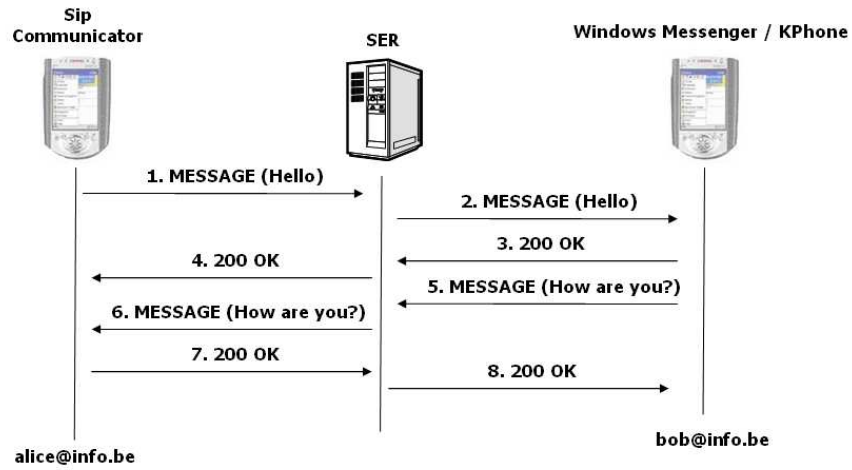 Sip
Communicator
SER
Windows Messenger / KPhone
1. MESSAGE (Hello)
2. MESSAGE (Hello)
3. 200 OK
4. 200 OK
5. MESSAGE (How are you?)
6. MESSAGE (How are you?)
7. 200 OK
8. 200 OK
bob@info.be
alice@info.be